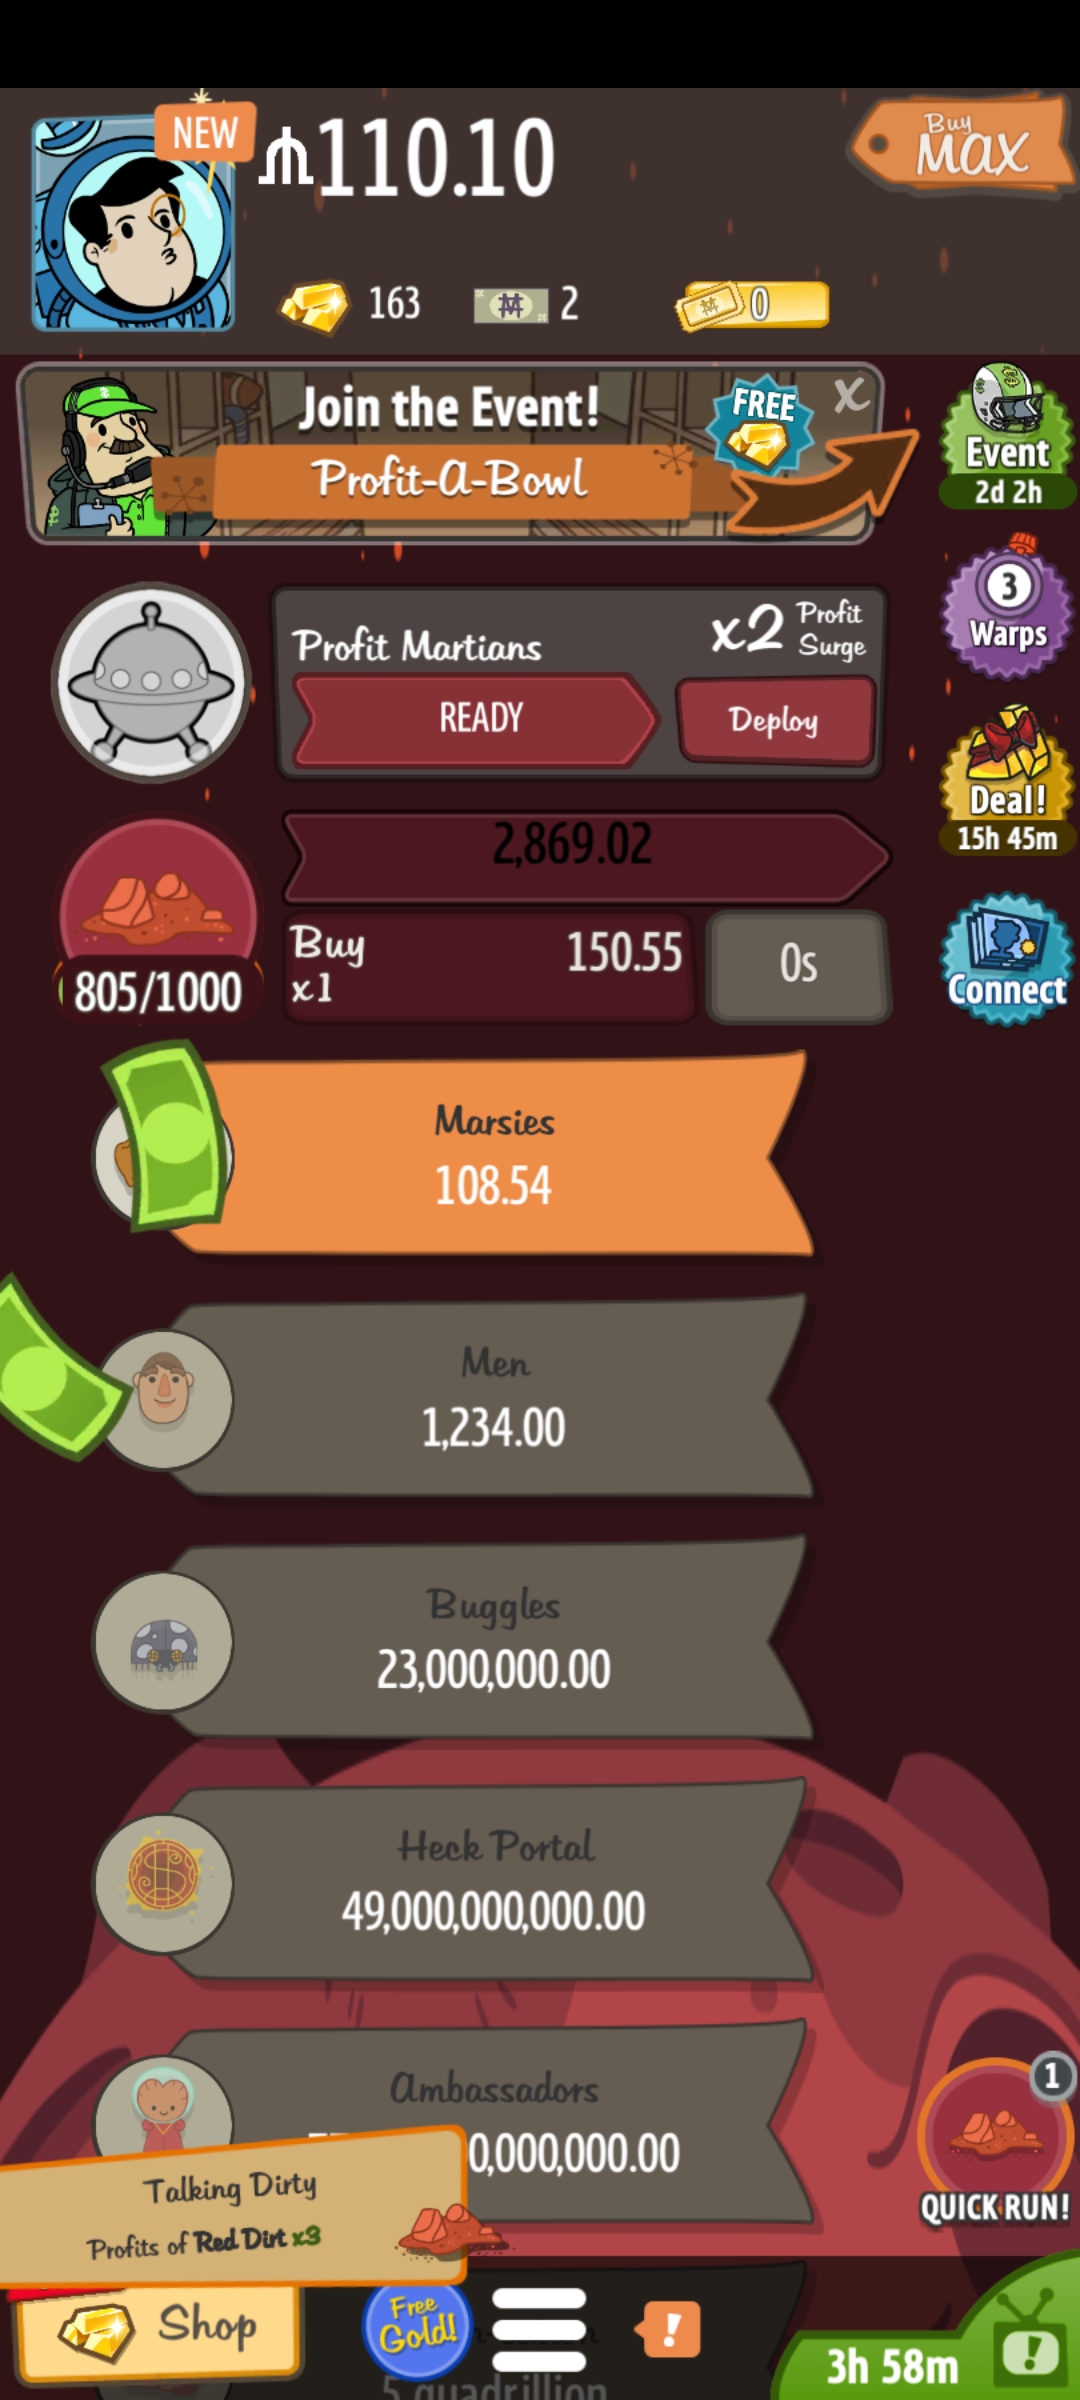 NEW
110.10
Buy
MAX
163
2
0
Join the Event!
FREE
X
Profit-A-Bowl
Event
2d 2h
3
Warps
Profit Martians
x2 Profit
Surge
READY
Deploy
Deal!
15h 45m
2,869.02
Buy
x1
150.55
0s
805/1000
Connect
Marsies
108.54
Men
1,234.00
Buggles
23,000,000.00
Heck Portal
49,000,000,000.00
Ambassadors
0,000,000.00
1
QUICK RUN!
Talking Dirty
Profits of Red Dirt x3
Shop
Free
Gold!
!
5 quadrillion
3h 58m
!